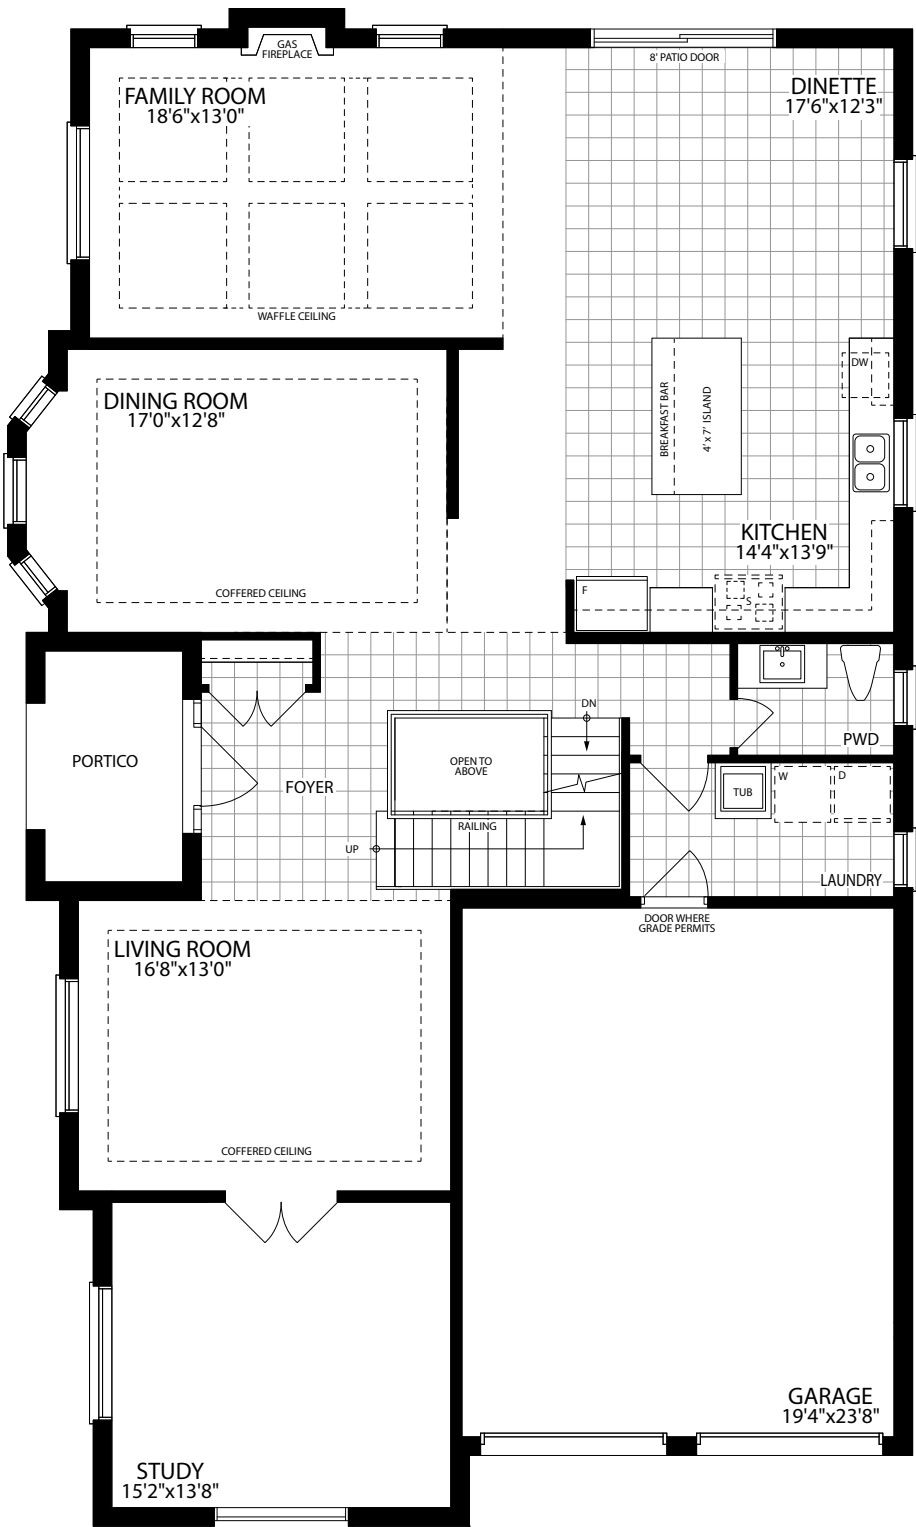 GAS
FIREPLACE
8' PATIO DOOR
FAMILY ROOM
18'6"x13'0"
DINETTE
17'6"x12'3"
WAFFLE CEILING
DW
BREAKFAST BAR
4' x 7' ISLAND
DINING ROOM
17'0"x12'8"
KITCHEN
14'4"x13'9"
COFFERED CEILING
F
S
DN
PWD
PORTICO
OPEN TO
ABOVE
FOYER
W
D
TUB
RAILING
UP
LAUNDRY
DOOR WHERE
GRADE PERMITS
LIVING ROOM
16'8"x13'0"
COFFERED CEILING
GARAGE
19'4"x23'8"
STUDY
15'2"x13'8"